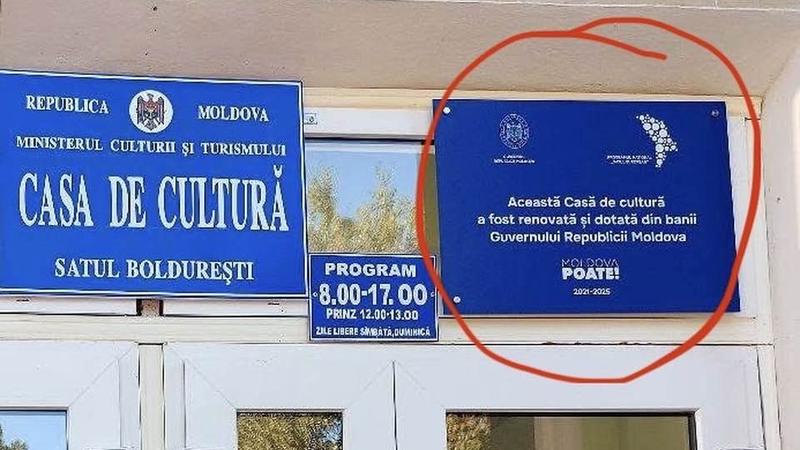 REPUBLICA MOLDOVA
MINISTERUL CULTURII ȘI TURISMULUI
CASA DE CULTURĂ
SATUL BOLDUREȘTI
PROGRAM
8.00-17.00
PRINZ 12.00-13.00
ZILE LIBERE SÎMBĂTĂ, DUMINICĂ
Această Casă de cultură
a fost renovată și dotată din banii
Guvernului Republicii Moldova
MOLDOVA
POATE!
2021-2025